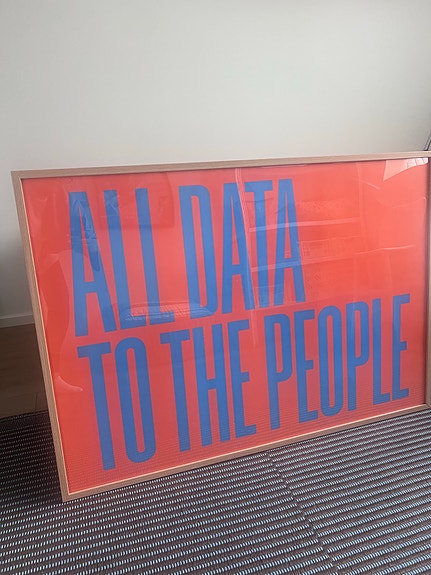 ALL DATA
TO THE PEOPLE